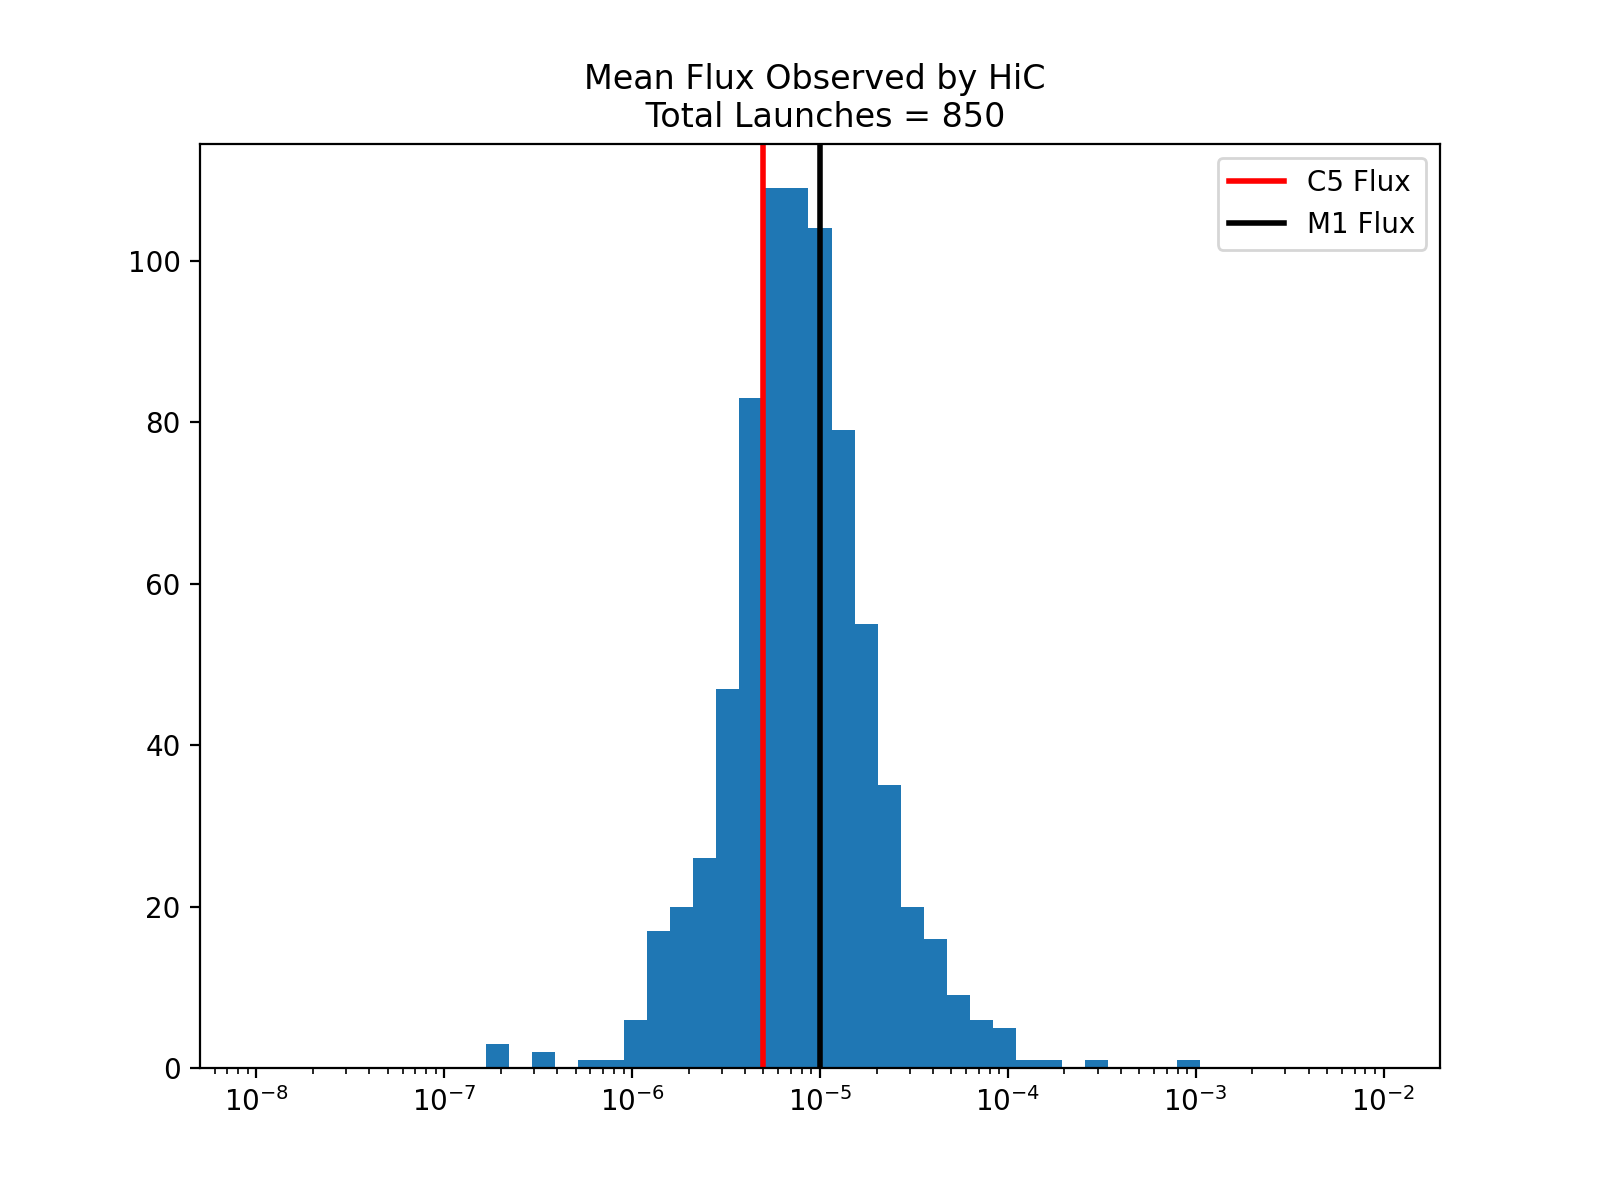 Mean Flux Observed by HiC
Total Launches = 850
C5 Flux
M1 Flux
100
80
60
40
20
0
10⁻⁸ 10⁻⁷ 10⁻⁶ 10⁻⁵ 10⁻⁴ 10⁻³ 10⁻²